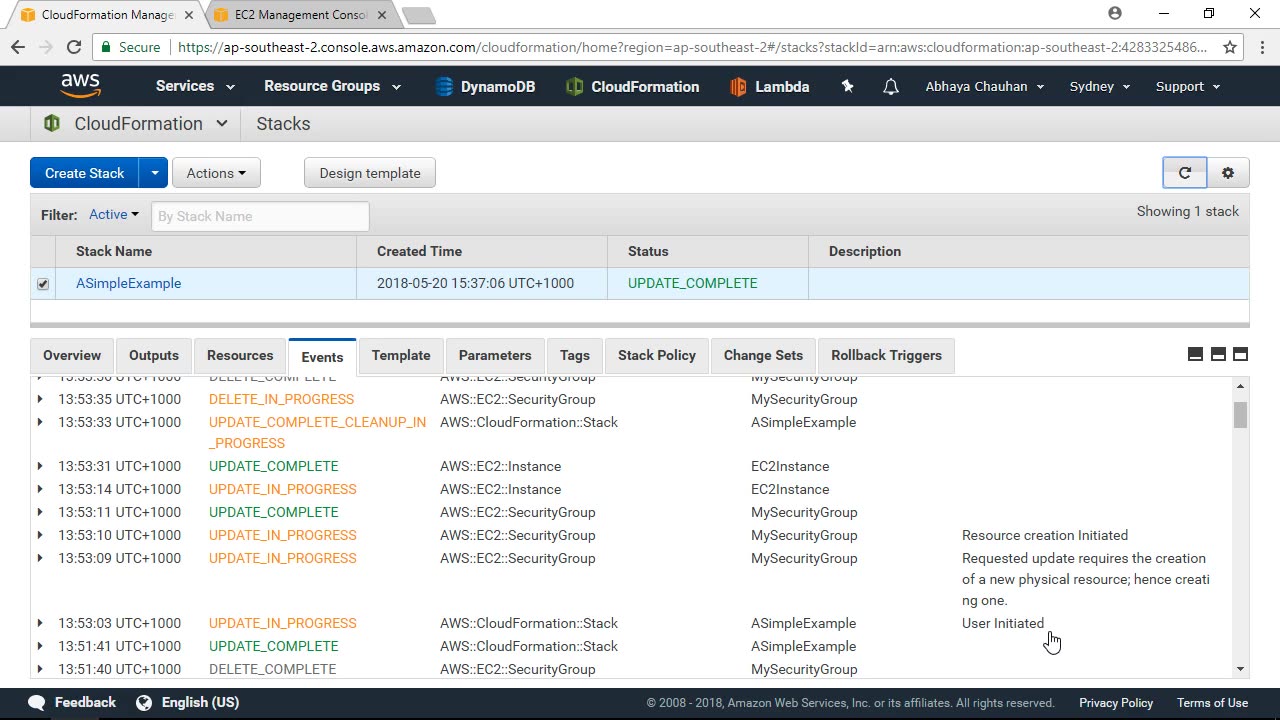 CloudFormation Manage
EC2 Management Consol
Secure https://ap-southeast-2.console.aws.amazon.com/cloudformation/home?region=ap-southeast-2#/stacks?stackId=arn:aws:cloudformation:ap-southeast-2:4283325486...
aws Services Resource Groups DynamoDB CloudFormation Lambda Abhaya Chauhan Sydney Support
CloudFormation Stacks
Create Stack Actions Design template
Filter: Active By Stack Name Showing 1 stack
Stack Name Created Time Status Description
ASimpleExample 2018-05-20 15:37:06 UTC+1000 UPDATE_COMPLETE
Overview Outputs Resources Events Template Parameters Tags Stack Policy Change Sets Rollback Triggers
DELETE_COMPLETE AWS::EC2::SecurityGroup MySecurityGroup
13:53:35 UTC+1000 DELETE_IN_PROGRESS AWS::EC2::SecurityGroup MySecurityGroup
13:53:33 UTC+1000 UPDATE_COMPLETE_CLEANUP_IN AWS::CloudFormation::Stack ASimpleExample
_PROGRESS
13:53:31 UTC+1000 UPDATE_COMPLETE AWS::EC2::Instance EC2Instance
13:53:14 UTC+1000 UPDATE_IN_PROGRESS AWS::EC2::Instance EC2Instance
13:53:11 UTC+1000 UPDATE_COMPLETE AWS::EC2::SecurityGroup MySecurityGroup
13:53:10 UTC+1000 UPDATE_IN_PROGRESS AWS::EC2::SecurityGroup MySecurityGroup Resource creation Initiated
13:53:09 UTC+1000 UPDATE_IN_PROGRESS AWS::EC2::SecurityGroup MySecurityGroup Requested update requires the creation
of a new physical resource; hence creati
ng one.
13:53:03 UTC+1000 UPDATE_IN_PROGRESS AWS::CloudFormation::Stack ASimpleExample User Initiated
13:51:41 UTC+1000 UPDATE_COMPLETE AWS::CloudFormation::Stack ASimpleExample
13:51:40 UTC+1000 DELETE_COMPLETE AWS::EC2::SecurityGroup MySecurityGroup
Feedback English (US) © 2008 - 2018, Amazon Web Services, Inc. or its affiliates. All rights reserved. Privacy Policy Terms of Use